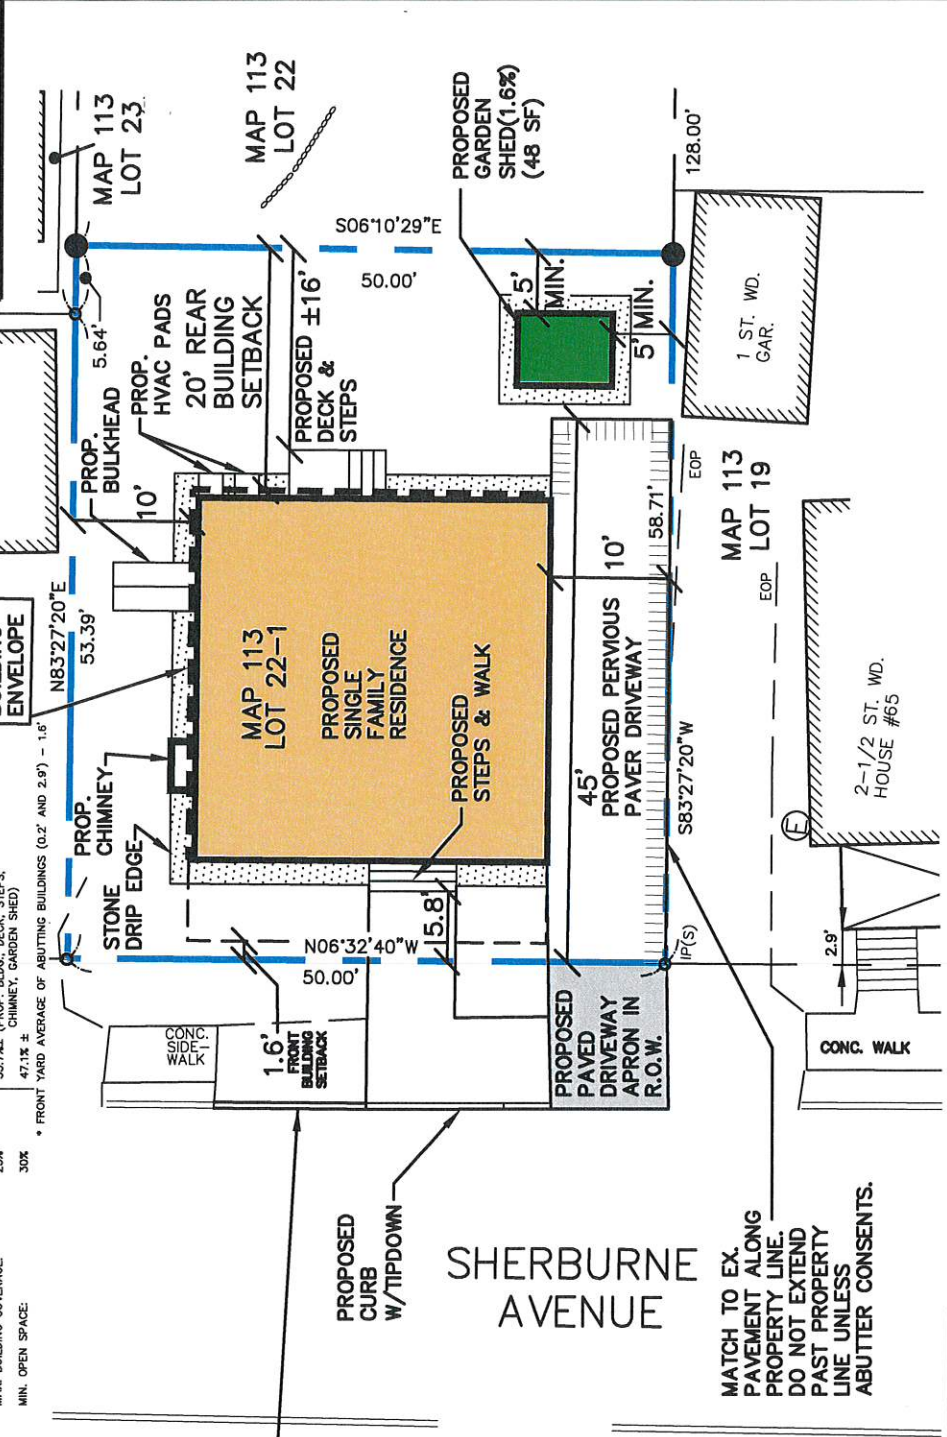 MIN. OPEN SPACE:
30%
47.1% ±
CHIMNEY, GARDEN SHED)
* FRONT YARD AVERAGE OF ABUTTING BUILDINGS (0.2' AND 2.9') - 1.6'
ENVELOPE
N83°27'20"E
53.39'
5.64'
MAP 113
LOT 23
MAP 113
LOT 22
PROP.
BULKHEAD
PROP.
HVAC PADS
10'
20' REAR
BUILDING
SETBACK
PROPOSED ±16'
DECK &
STEPS
S06°10'29"E
50.00'
PROPOSED
GARDEN
SHED(1.6%)
(48 SF)
5'
MIN.
5' MIN.
128.00'
1 ST. WD.
GAR.
PROP.
CHIMNEY
STONE
DRIP EDGE
MAP 113
LOT 22-1
PROPOSED
SINGLE
FAMILY
RESIDENCE
PROPOSED
STEPS & WALK
45'
PROPOSED PERVIOUS
PAVER DRIVEWAY
10'
58.71'
S83°27'20"W
EOP
MAP 113
LOT 19
EOP
2-1/2 ST. WD.
HOUSE #65
E
N06°32'40"W
50.00'
5.8'
IP(S)
2.9'
CONC.
SIDE-
WALK
1.6'
FRONT
BUILDING
SETBACK
PROPOSED
PAVED
DRIVEWAY
APRON IN
R.O.W.
CONC. WALK
PROPOSED
CURB
W/TIPDOWN
SHERBURNE
AVENUE
MATCH TO EX.
PAVEMENT ALONG
PROPERTY LINE.
DO NOT EXTEND
PAST PROPERTY
LINE UNLESS
ABUTTER CONSENTS.